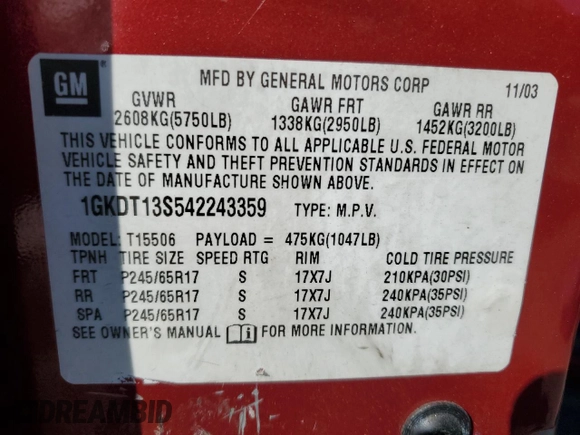 GM
MFD BY GENERAL MOTORS CORP 11/03
GVWR GAWR FRT GAWR RR
2608KG(5750LB) 1338KG(2950LB) 1452KG(3200LB)
THIS VEHICLE CONFORMS TO ALL APPLICABLE U.S. FEDERAL MOTOR
VEHICLE SAFETY AND THEFT PREVENTION STANDARDS IN EFFECT ON
THE DATE OF MANUFACTURE SHOWN ABOVE.
1GKDT13S542243359 TYPE: M.P.V.
MODEL: T15506 PAYLOAD = 475KG(1047LB)
TPNH TIRE SIZE SPEED RTG RIM COLD TIRE PRESSURE
FRT P245/65R17 S 17X7J 210KPA(30PSI)
RR P245/65R17 S 17X7J 240KPA(35PSI)
SPA P245/65R17 S 17X7J 240KPA(35PSI)
SEE OWNER'S MANUAL FOR MORE INFORMATION.